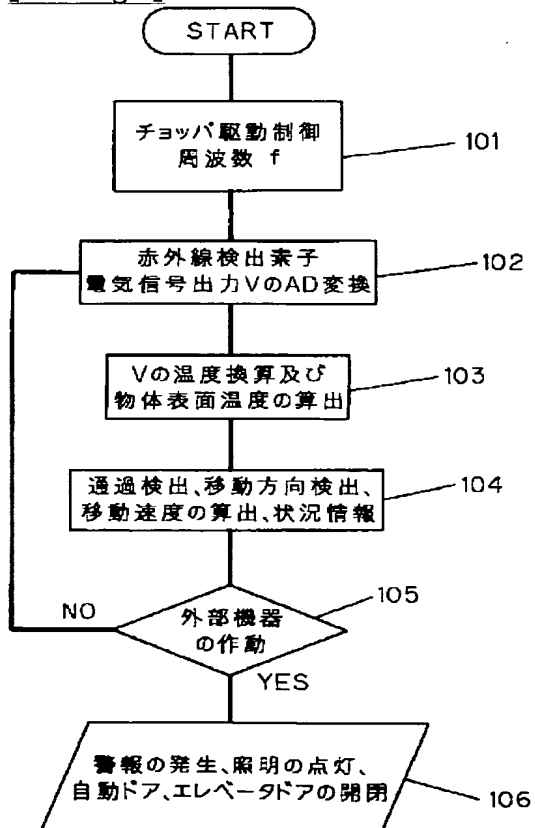 START
チョッパ駆動制御
周波数 f
101
赤外線検出素子
電気信号出力VのAD変換
102
Vの温度換算及び
物体表面温度の算出
103
通過検出、移動方向検出、
移動速度の算出、状況情報
104
外部機器
の作動
105
NO
YES
警報の発生、照明の点灯、
自動ドア、エレベータドアの開閉
106